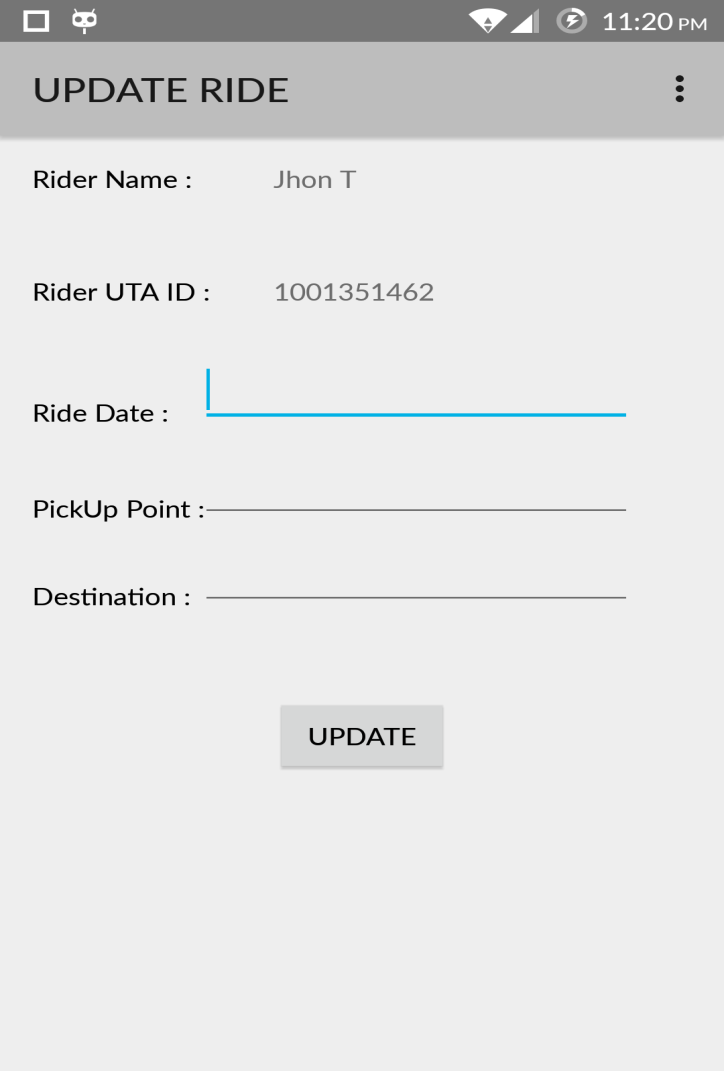 11:20 PM
UPDATE RIDE
Rider Name : Jhon T
Rider UTA ID : 1001351462
Ride Date :
PickUp Point :
Destination :
UPDATE